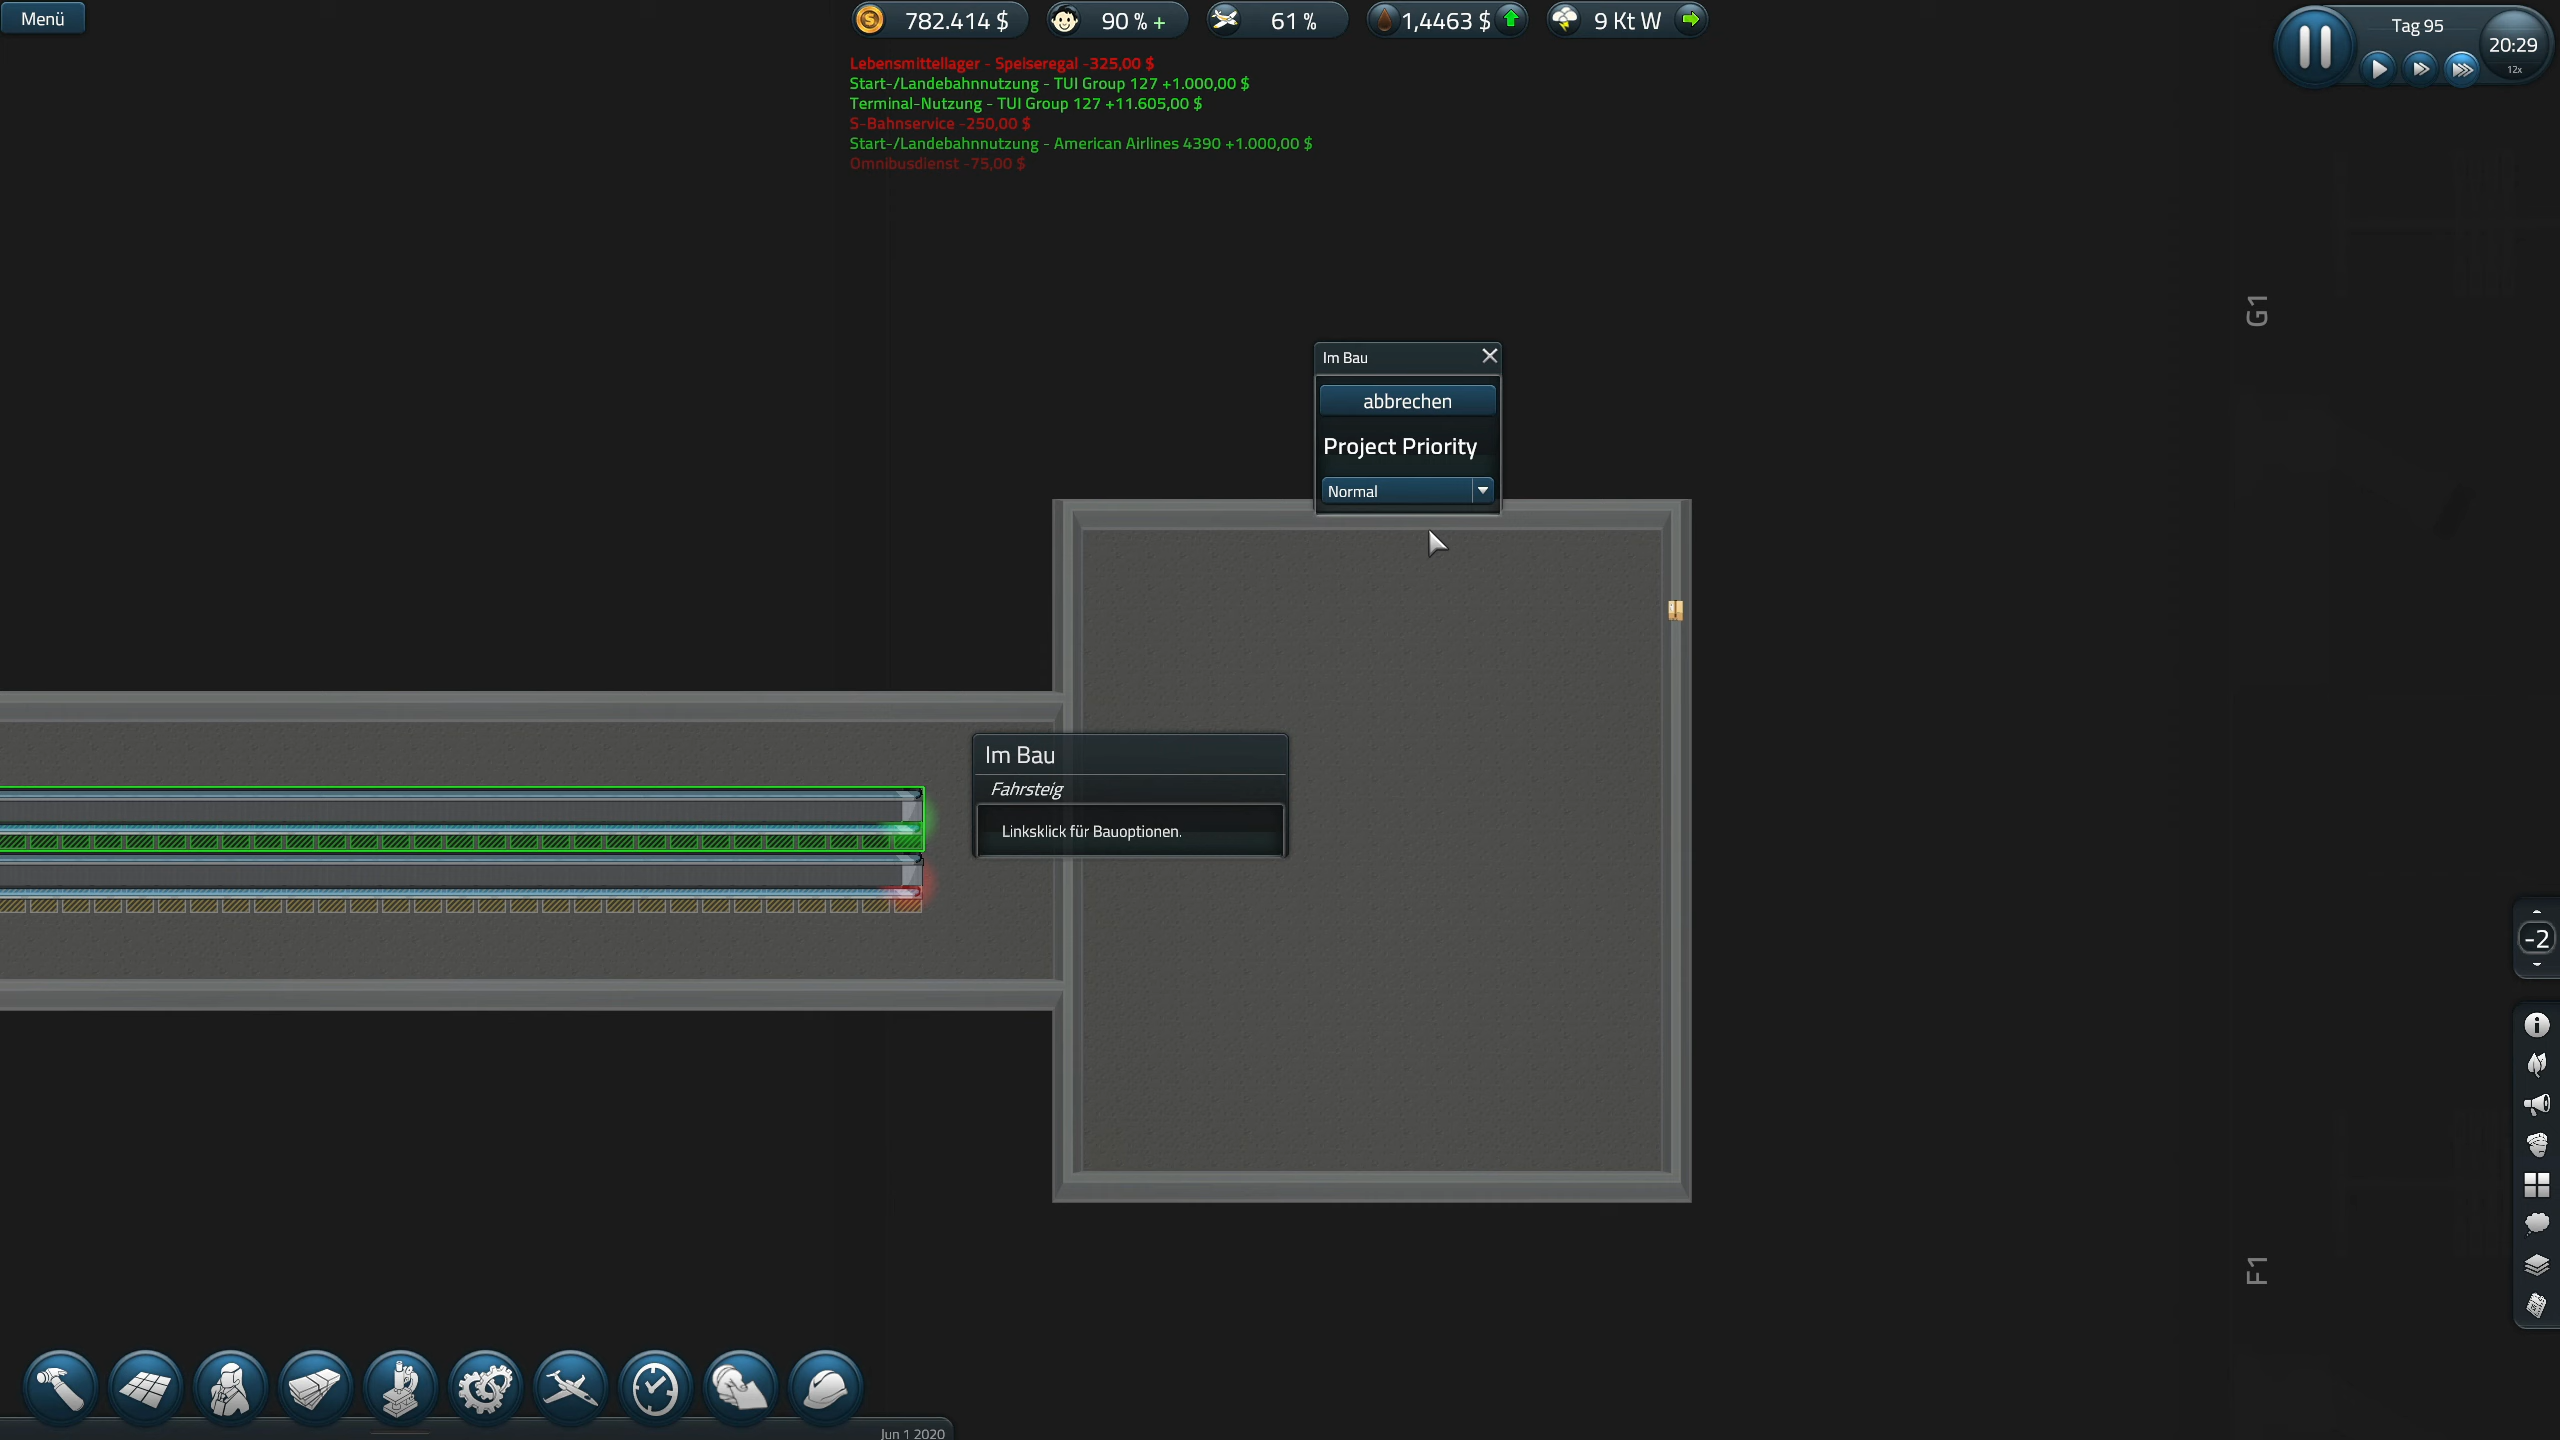 Menü
782.414 $
90 % +
61 %
1,4463 $
9 Kt W
Tag 95
20:29
12x
Lebensmittellager - Speiseregal -325,00 $
Start-/Landebahnnutzung - TUI Group 127 +1.000,00 $
Terminal-Nutzung - TUI Group 127 +11.605,00 $
S-Bahnservice -250,00 $
Start-/Landebahnnutzung - American Airlines 4390 +1.000,00 $
Omnibusdienst -75,00 $
G1
Im Bau
abbrechen
Project Priority
Normal
Im Bau
Fahrsteig
Linksklick für Bauoptionen.
-2
F1
Jun 1 2020